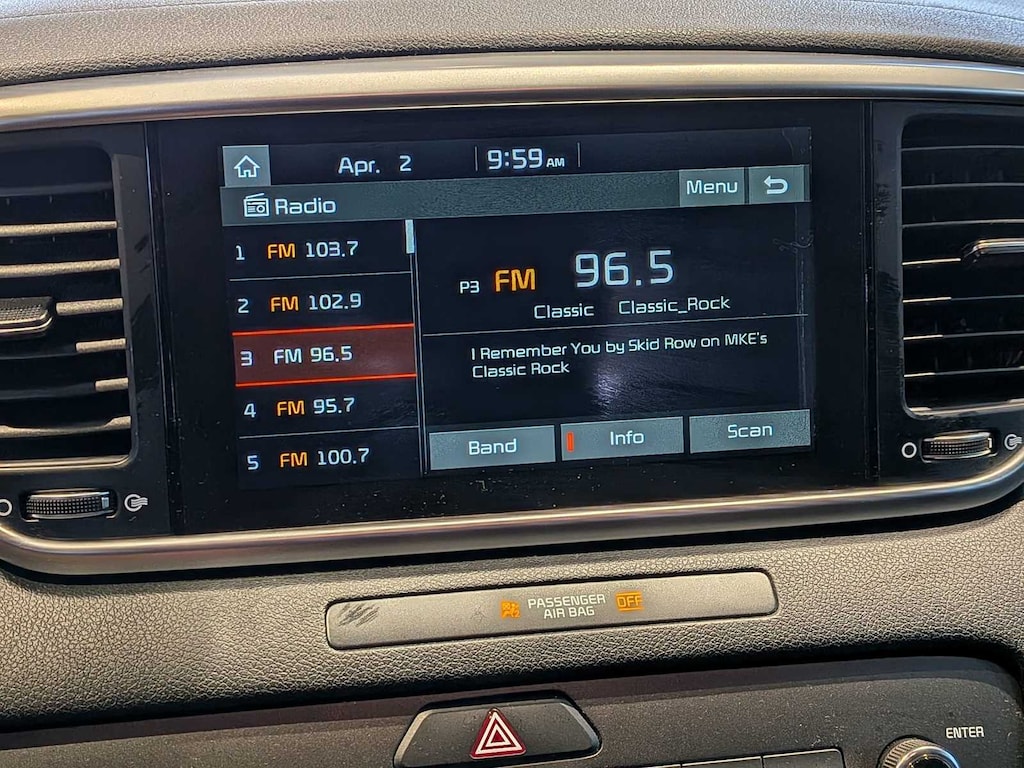 Apr. 2 9:59 AM
Radio Menu
1 FM 103.7
2 FM 102.9
3 FM 96.5
4 FM 95.7
5 FM 100.7
P3 FM 96.5
Classic Classic_Rock
I Remember You by Skid Row on MKE's
Classic Rock
Band Info Scan
PASSENGER
AIR BAG OFF
ENTER